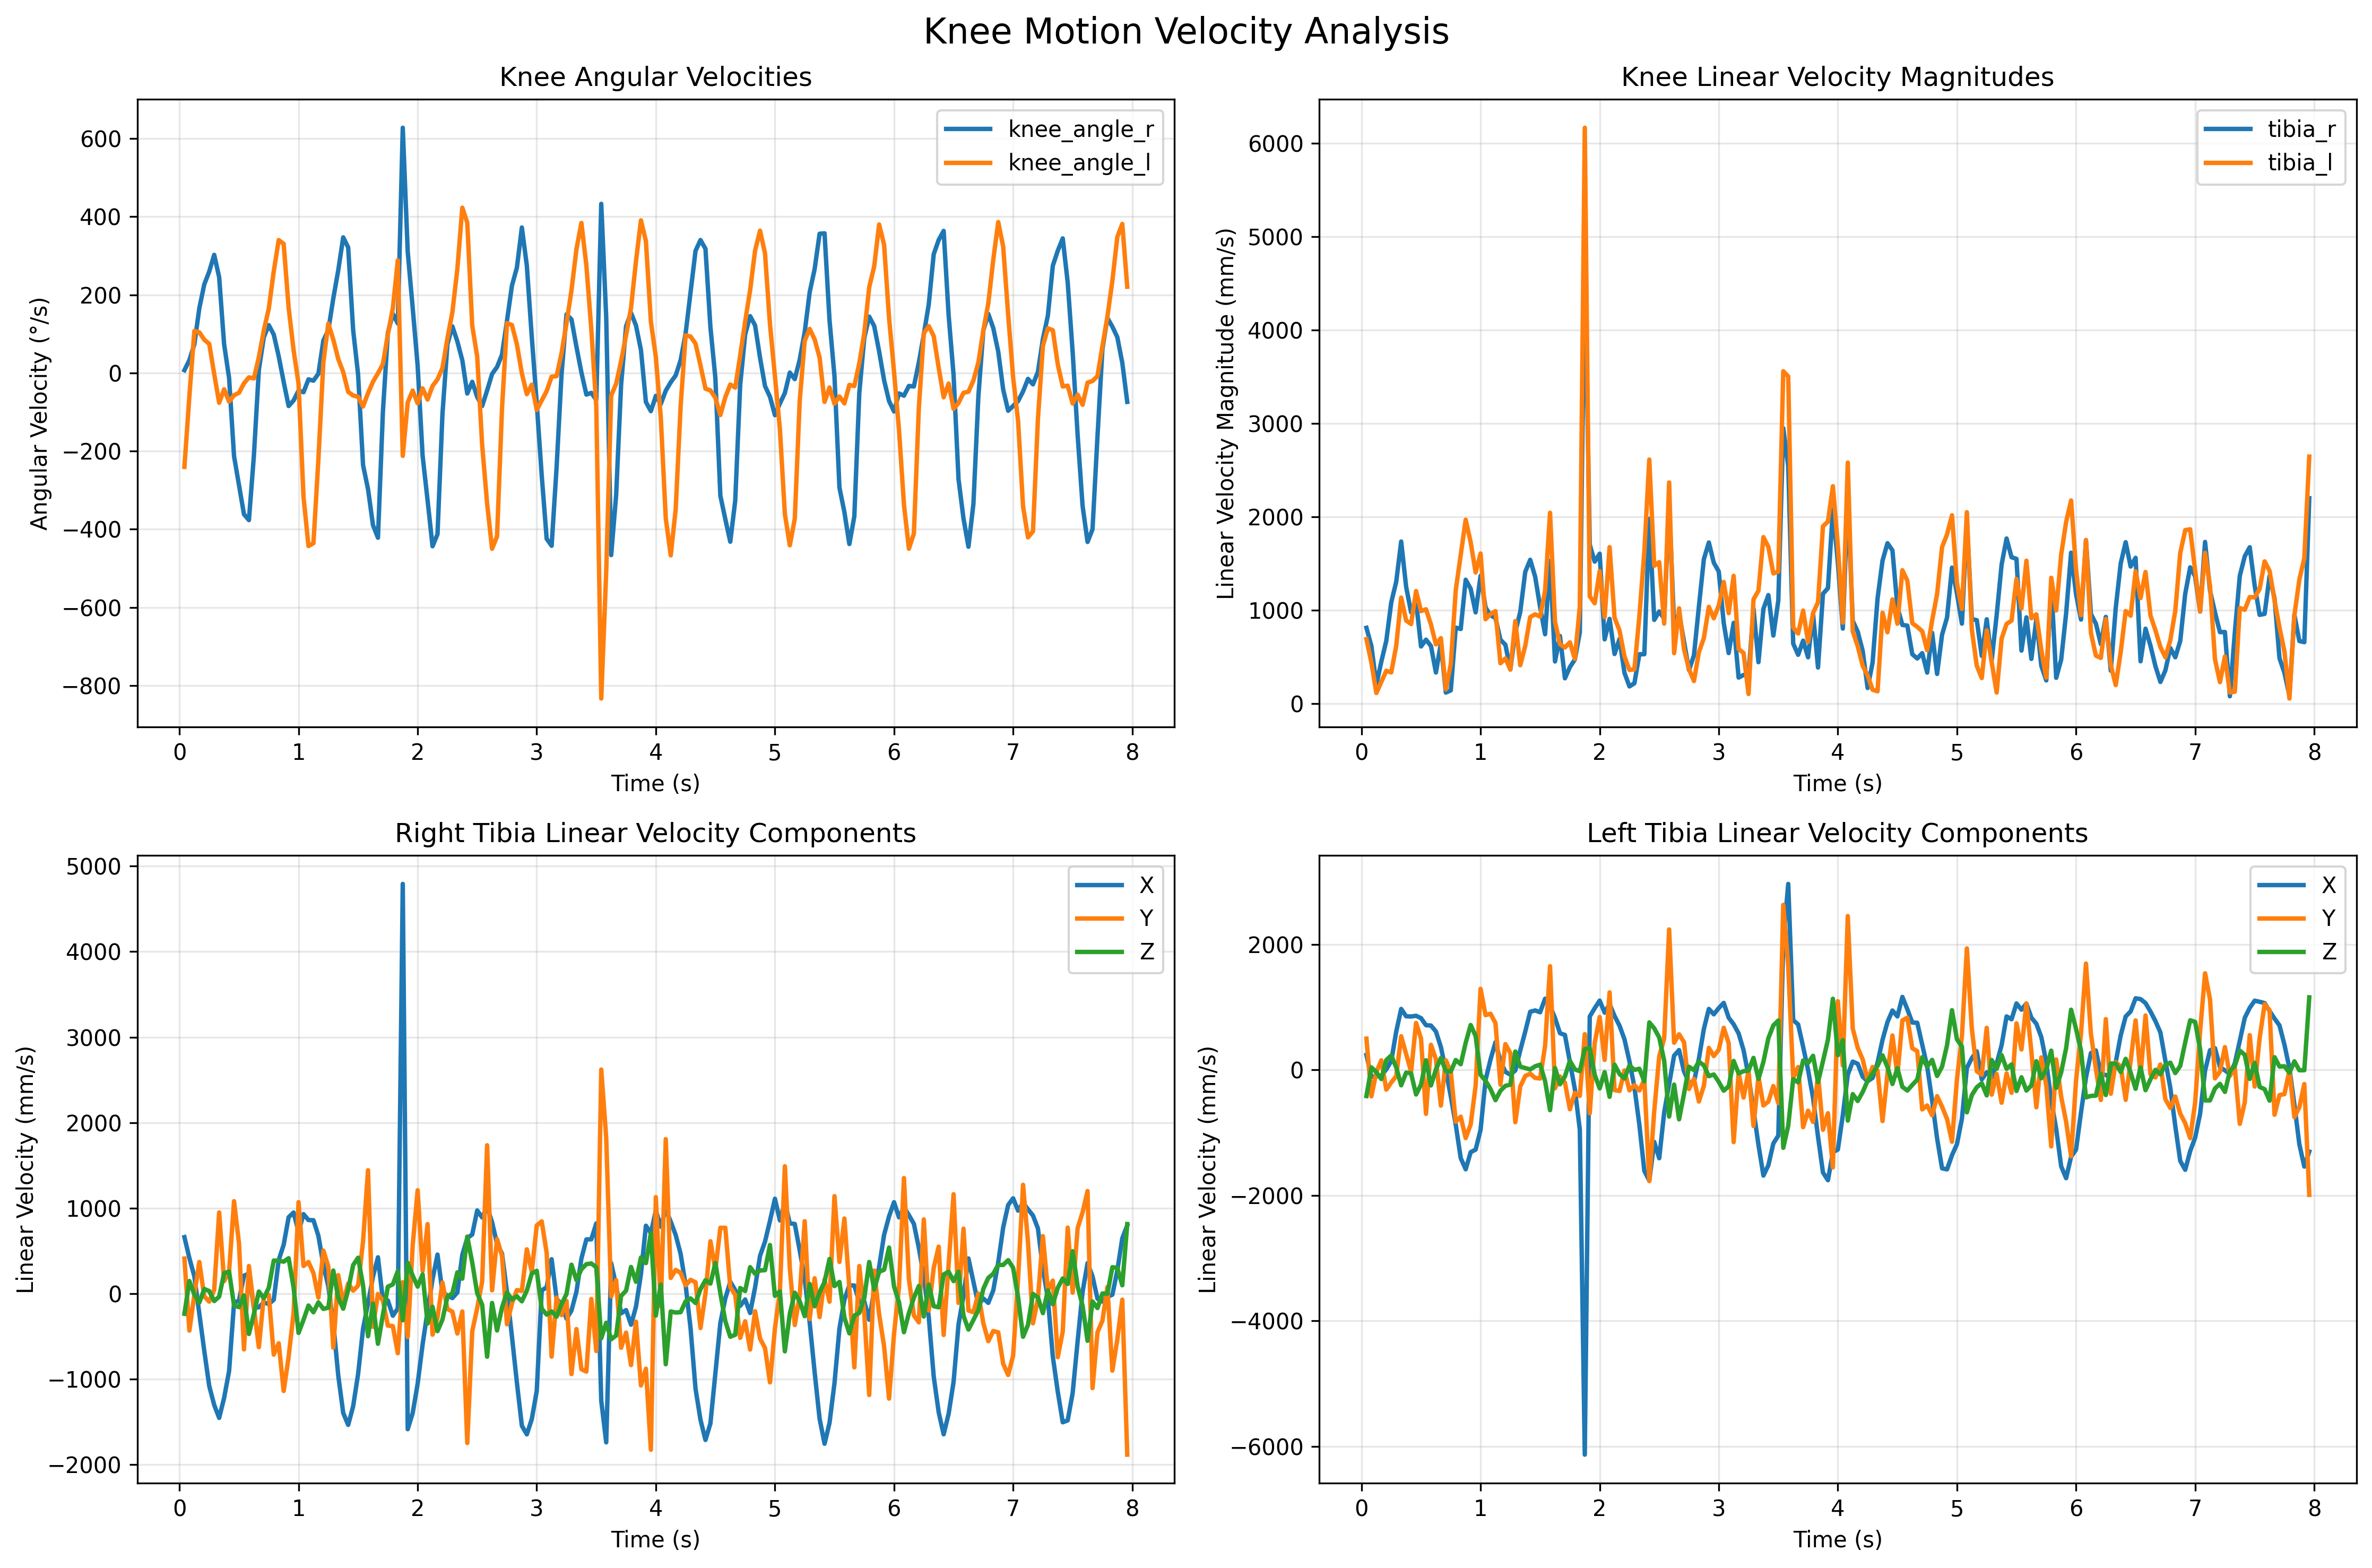 Knee Motion Velocity Analysis
Knee Angular Velocities
Angular Velocity (°/s)
600
400
200
0
−200
−400
−600
−800
knee_angle_r
knee_angle_l
0 1 2 3 4 5 6 7 8
Time (s)
Knee Linear Velocity Magnitudes
Linear Velocity Magnitude (mm/s)
6000
5000
4000
3000
2000
1000
0
tibia_r
tibia_l
0 1 2 3 4 5 6 7 8
Time (s)
Right Tibia Linear Velocity Components
Linear Velocity (mm/s)
5000
4000
3000
2000
1000
0
−1000
−2000
X
Y
Z
0 1 2 3 4 5 6 7 8
Time (s)
Left Tibia Linear Velocity Components
Linear Velocity (mm/s)
2000
0
−2000
−4000
−6000
X
Y
Z
0 1 2 3 4 5 6 7 8
Time (s)